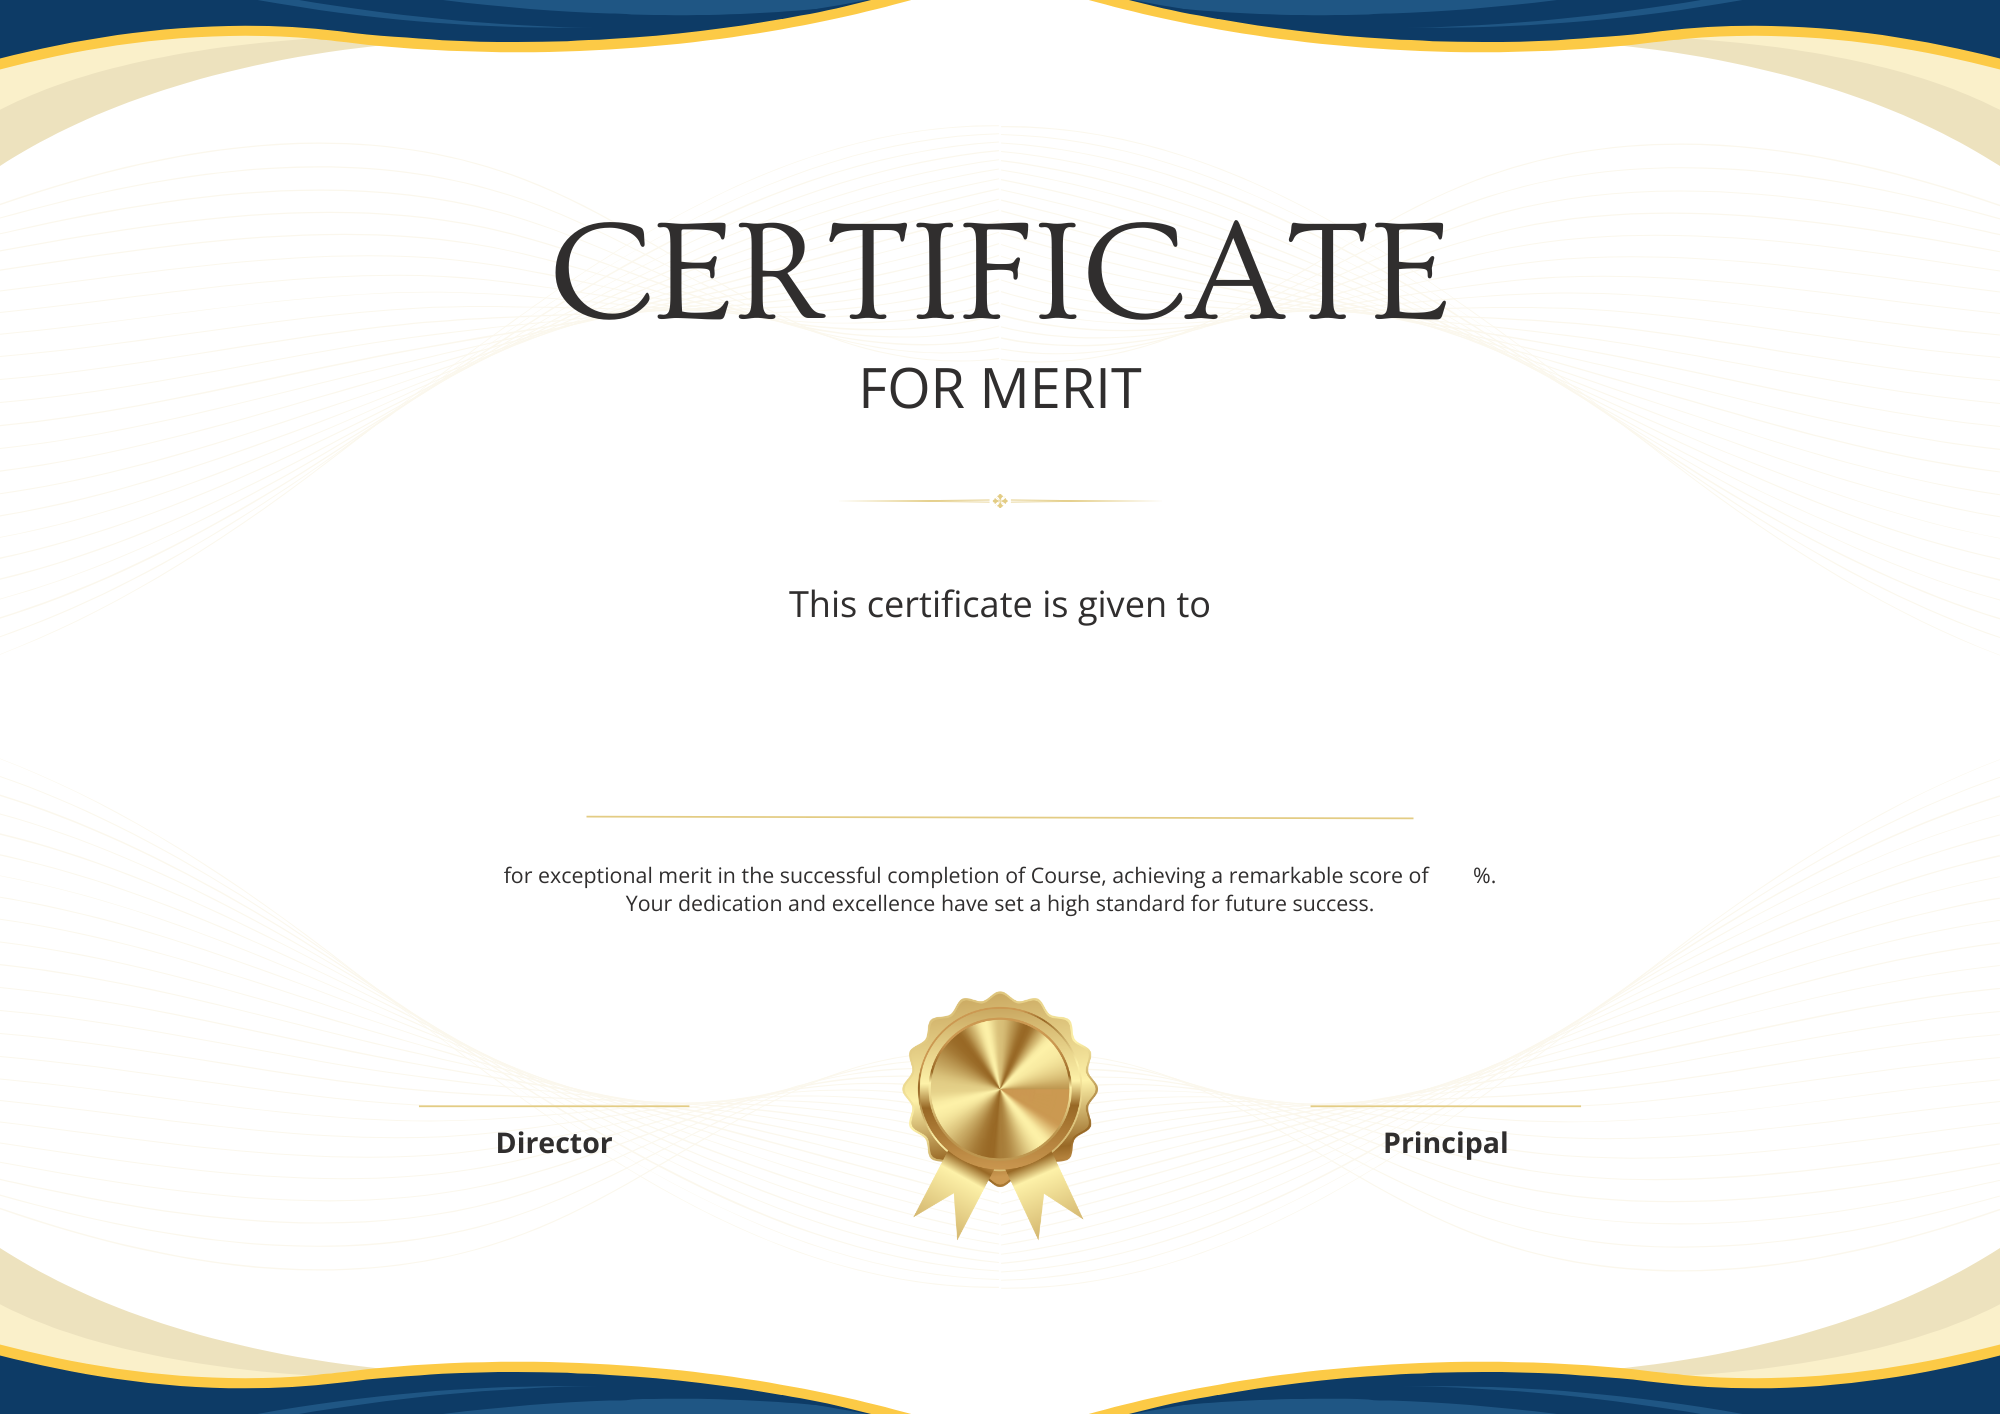 CERTIFICATE
FOR MERIT
This certificate is given to
for exceptional merit in the successful completion of Course, achieving a remarkable score of %.
Your dedication and excellence have set a high standard for future success.
Director
Principal